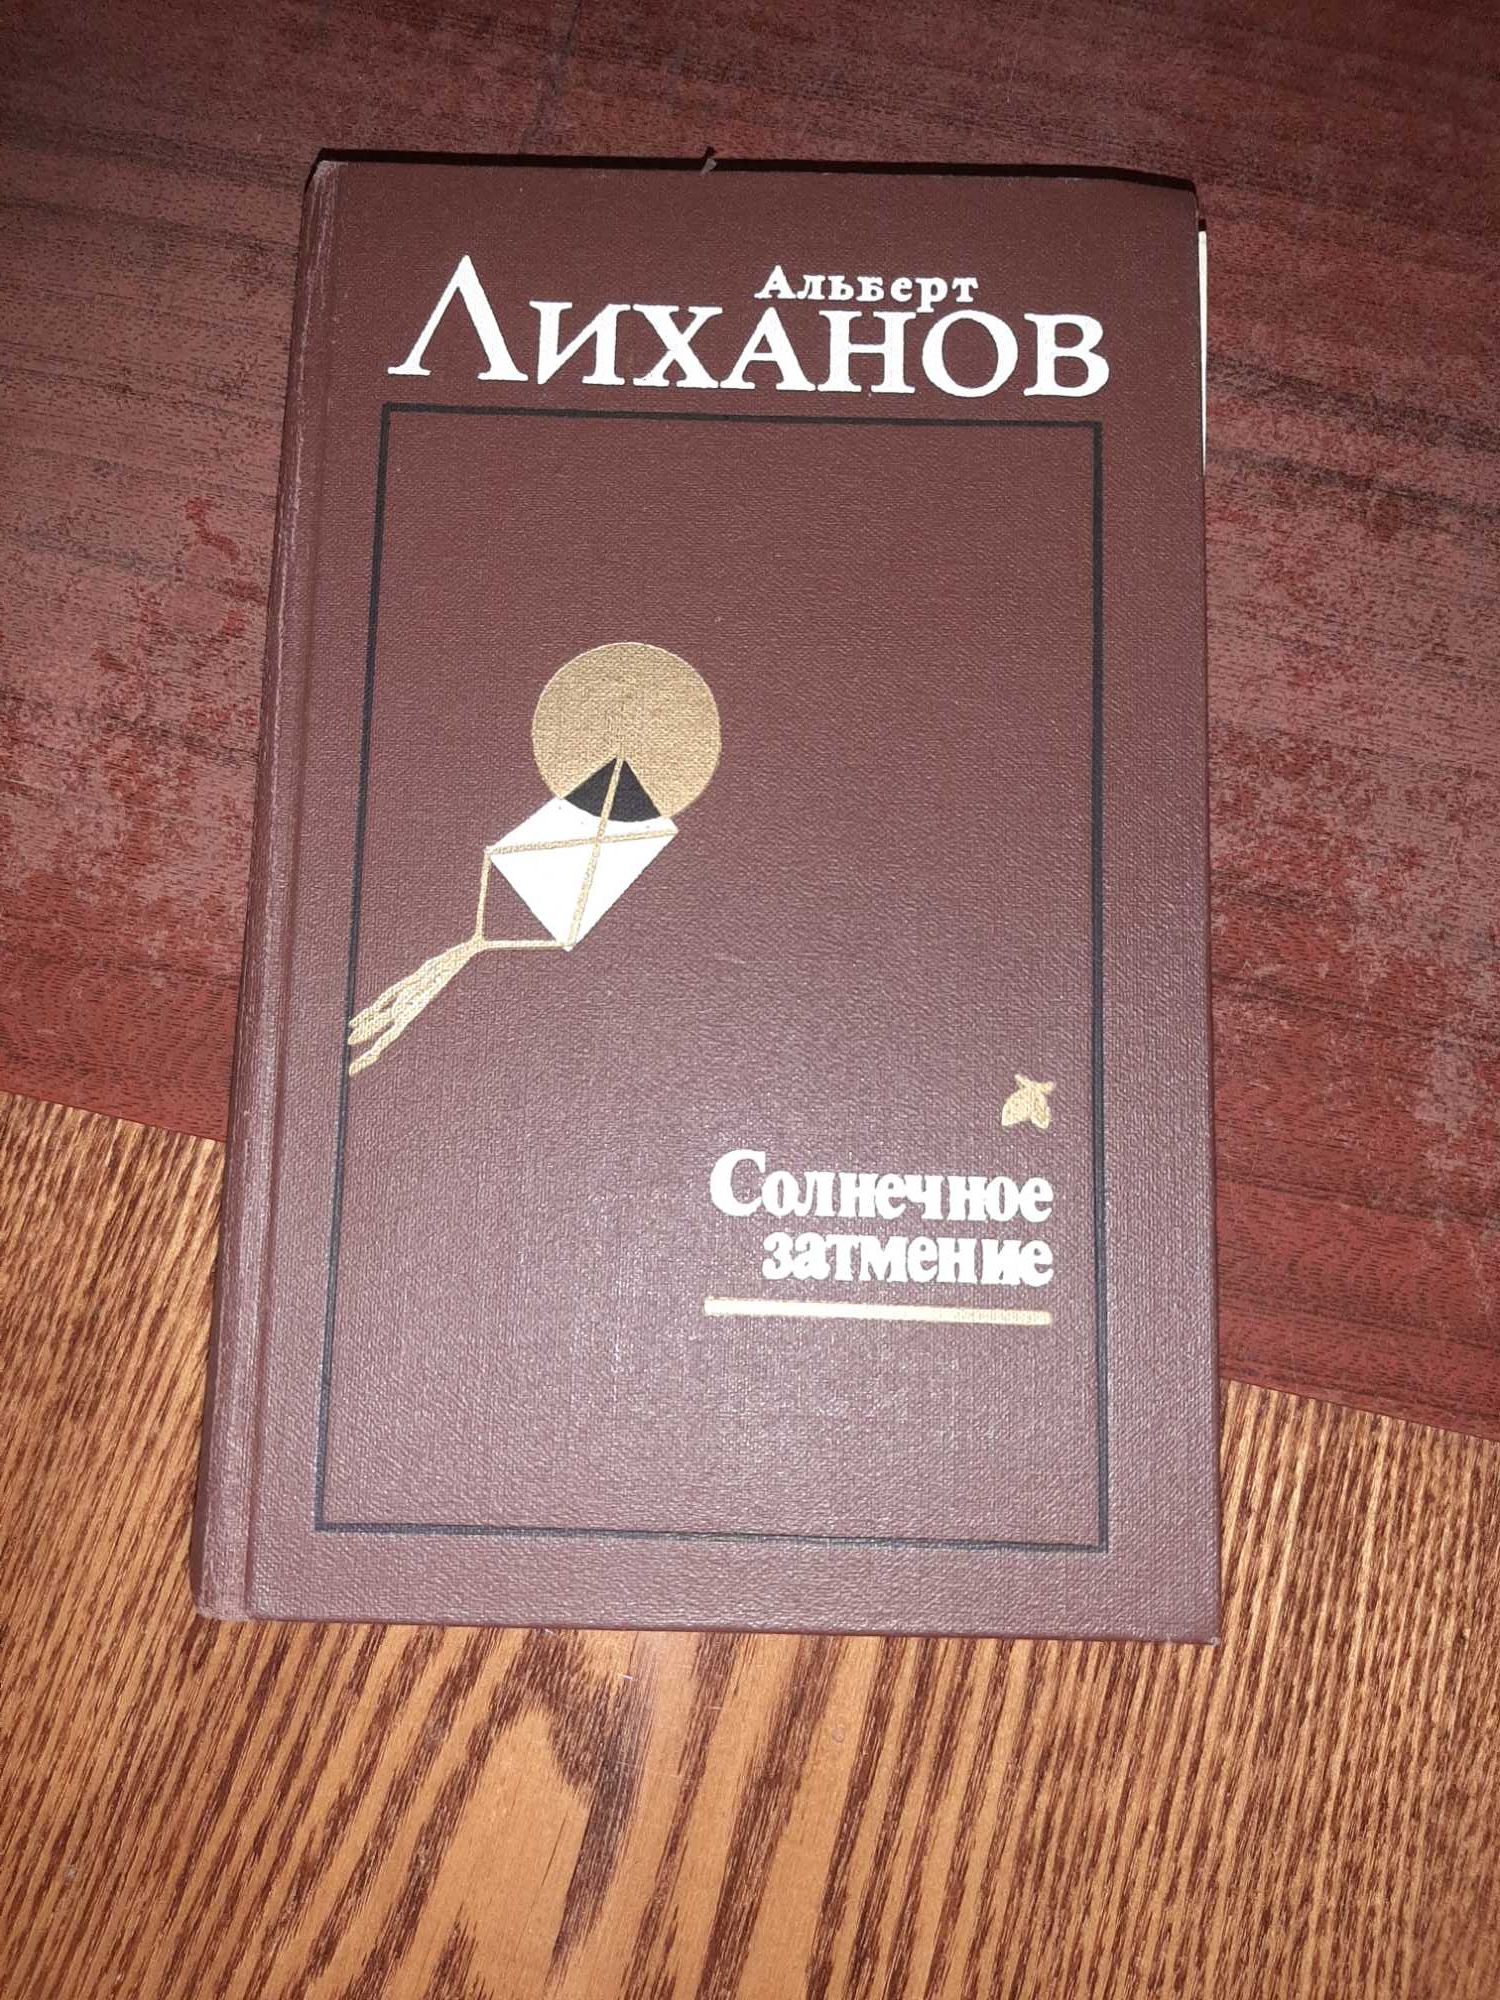 Альберт
ЛИХАНОВ
Солнечное
затмение